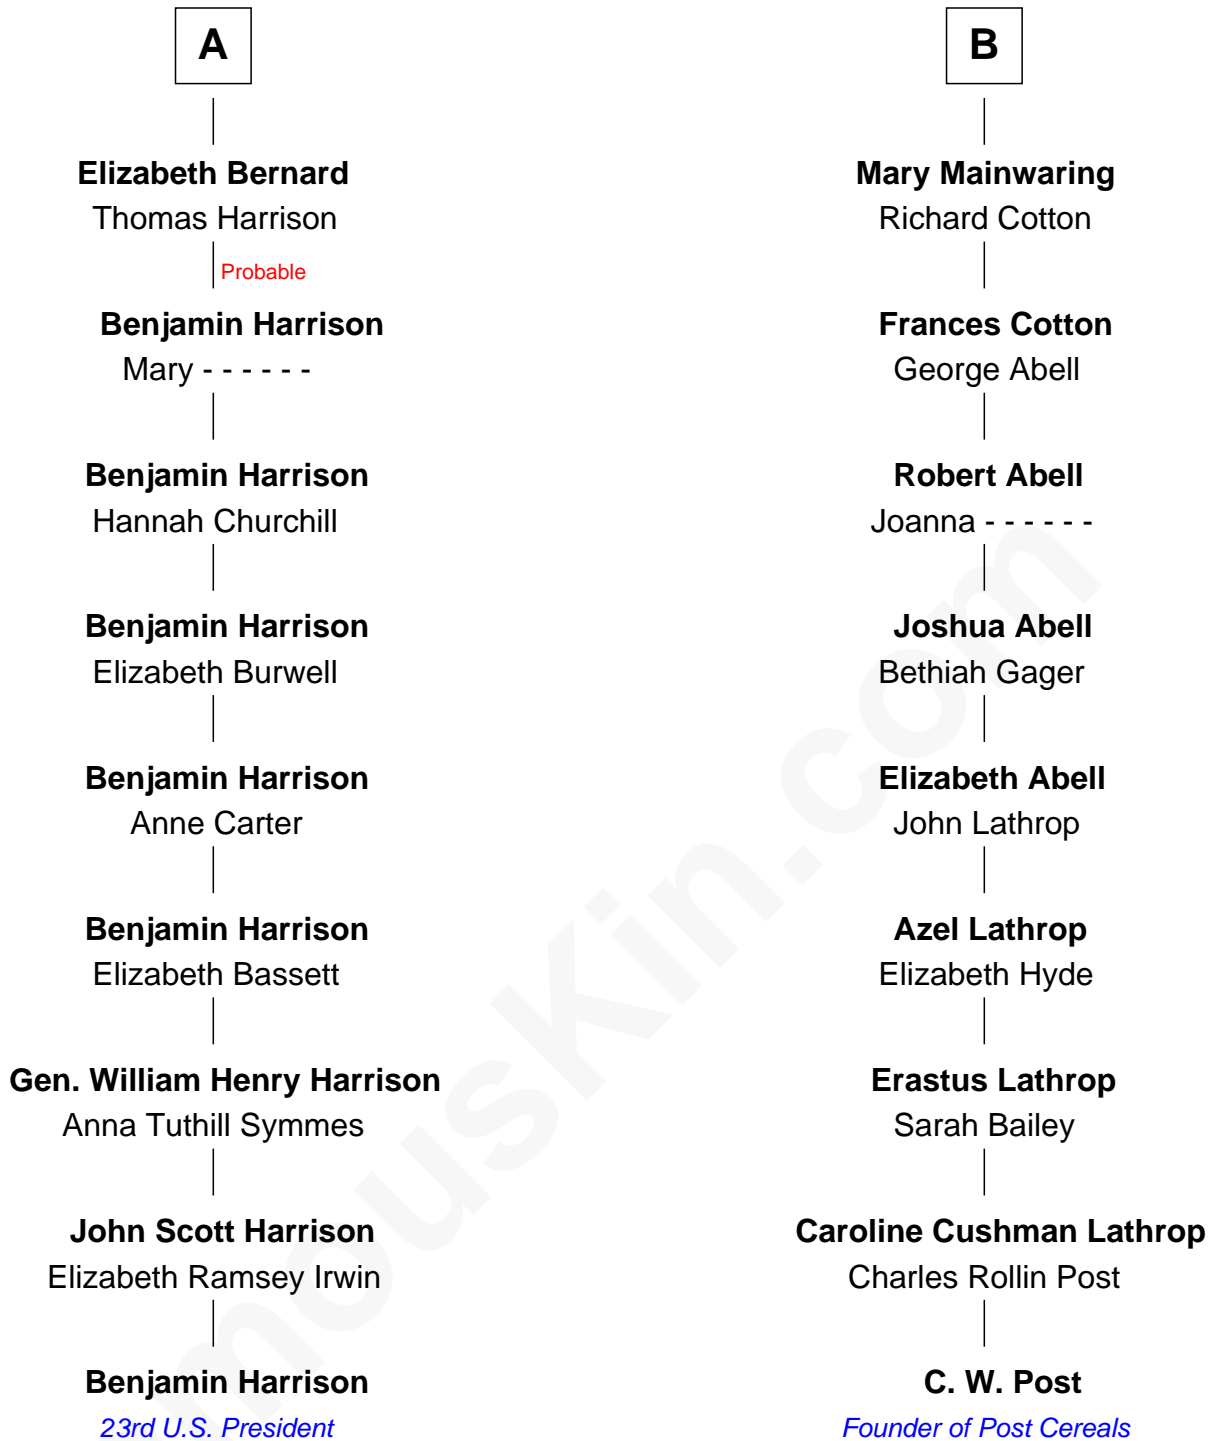 A
Elizabeth Bernard
Thomas Harrison
Probable
Benjamin Harrison
Mary - - - - - -
Benjamin Harrison
Hannah Churchill
Benjamin Harrison
Elizabeth Burwell
Benjamin Harrison
Anne Carter
Benjamin Harrison
Elizabeth Bassett
Gen. William Henry Harrison
Anna Tuthill Symmes
John Scott Harrison
Elizabeth Ramsey Irwin
Benjamin Harrison
23rd U.S. President
B
Mary Mainwaring
Richard Cotton
Frances Cotton
George Abell
Robert Abell
Joanna - - - - - -
Joshua Abell
Bethiah Gager
Elizabeth Abell
John Lathrop
Azel Lathrop
Elizabeth Hyde
Erastus Lathrop
Sarah Bailey
Caroline Cushman Lathrop
Charles Rollin Post
C. W. Post
Founder of Post Cereals
mousKin.com